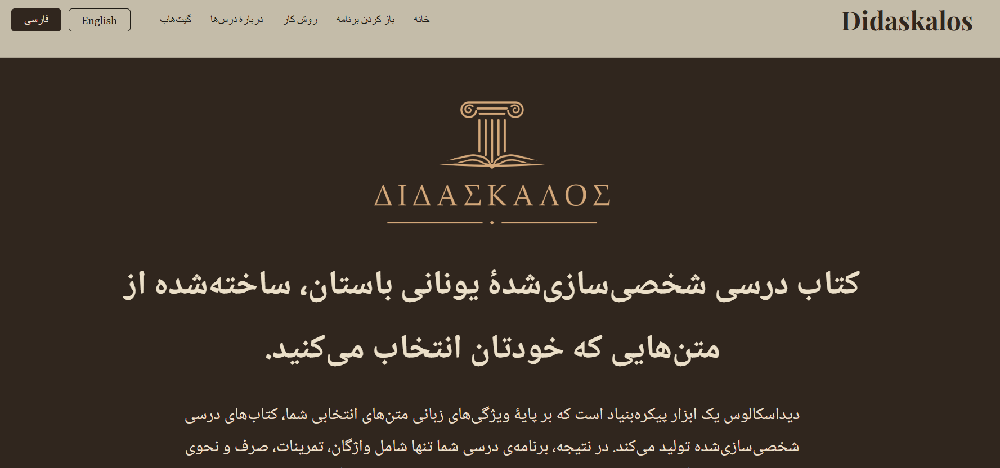 Didaskalos
خانه
باز کردن برنامه
روش کار
دربارهٔ درس‌ها
گیت‌هاب
English
فارسی
ΔΙΔΑΣΚΑΛΟΣ
کتاب درسی شخصی‌سازی‌شدهٔ یونانی باستان، ساخته‌شده از
متن‌هایی که خودتان انتخاب می‌کنید.
دیداسکالوس یک ابزار پیکره‌بنیاد است که بر پایهٔ ویژگی‌های زبانی متن‌های انتخابی شما، کتاب‌های درسی
شخصی‌سازی‌شده تولید می‌کند. در نتیجه، برنامه‌ی درسی شما تنها شامل واژگان، تمرینات، صرف و نحوی